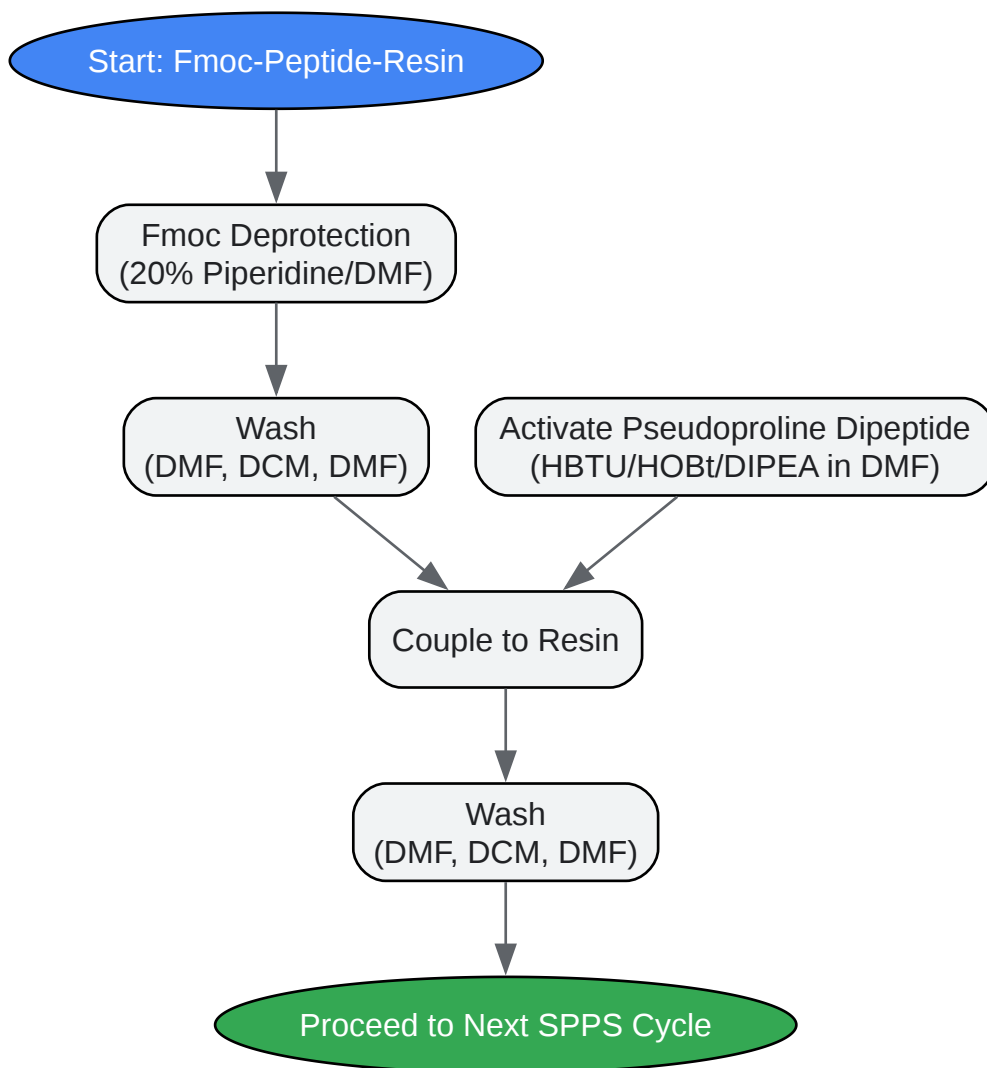 Start: Fmoc-Peptide-Resin
Fmoc Deprotection
(20% Piperidine/DMF)
Wash
(DMF, DCM, DMF)
Activate Pseudoproline Dipeptide
(HBTU/HOBt/DIPEA in DMF)
Couple to Resin
Wash
(DMF, DCM, DMF)
Proceed to Next SPPS Cycle